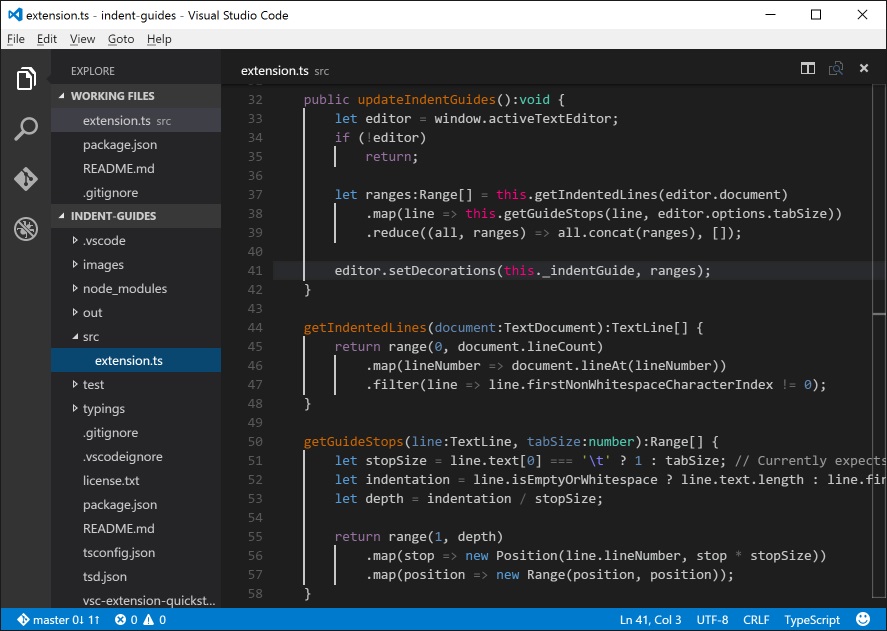 extension.ts - indent-guides - Visual Studio Code
File Edit View Goto Help
EXPLORE
WORKING FILES
extension.ts src
package.json
README.md
.gitignore
INDENT-GUIDES
.vscode
images
node_modules
out
src
extension.ts
test
typings
.gitignore
.vscodeignore
license.txt
package.json
README.md
tsconfig.json
tsd.json
vsc-extension-quickst...
extension.ts src
32 public updateIndentGuides():void {
33 let editor = window.activeTextEditor;
34 if (!editor)
35 return;
36
37 let ranges:Range[] = this.getIndentedLines(editor.document)
38 .map(line => this.getGuideStops(line, editor.options.tabSize))
39 .reduce((all, ranges) => all.concat(ranges), []);
40
41 editor.setDecorations(this._indentGuide, ranges);
42 }
43
44 getIndentedLines(document:TextDocument):TextLine[] {
45 return range(0, document.lineCount)
46 .map(lineNumber => document.lineAt(lineNumber))
47 .filter(line => line.firstNonWhitespaceCharacterIndex != 0);
48 }
49
50 getGuideStops(line:TextLine, tabSize:number):Range[] {
51 let stopSize = line.text[0] === '\t' ? 1 : tabSize; // Currently expects
52 let indentation = line.isEmptyOrWhitespace ? line.text.length : line.fir
53 let depth = indentation / stopSize;
54
55 return range(1, depth)
56 .map(stop => new Position(line.lineNumber, stop * stopSize))
57 .map(position => new Range(position, position));
58 }
master 0↓ 1↑ 0 0 Ln 41, Col 3 UTF-8 CRLF TypeScript